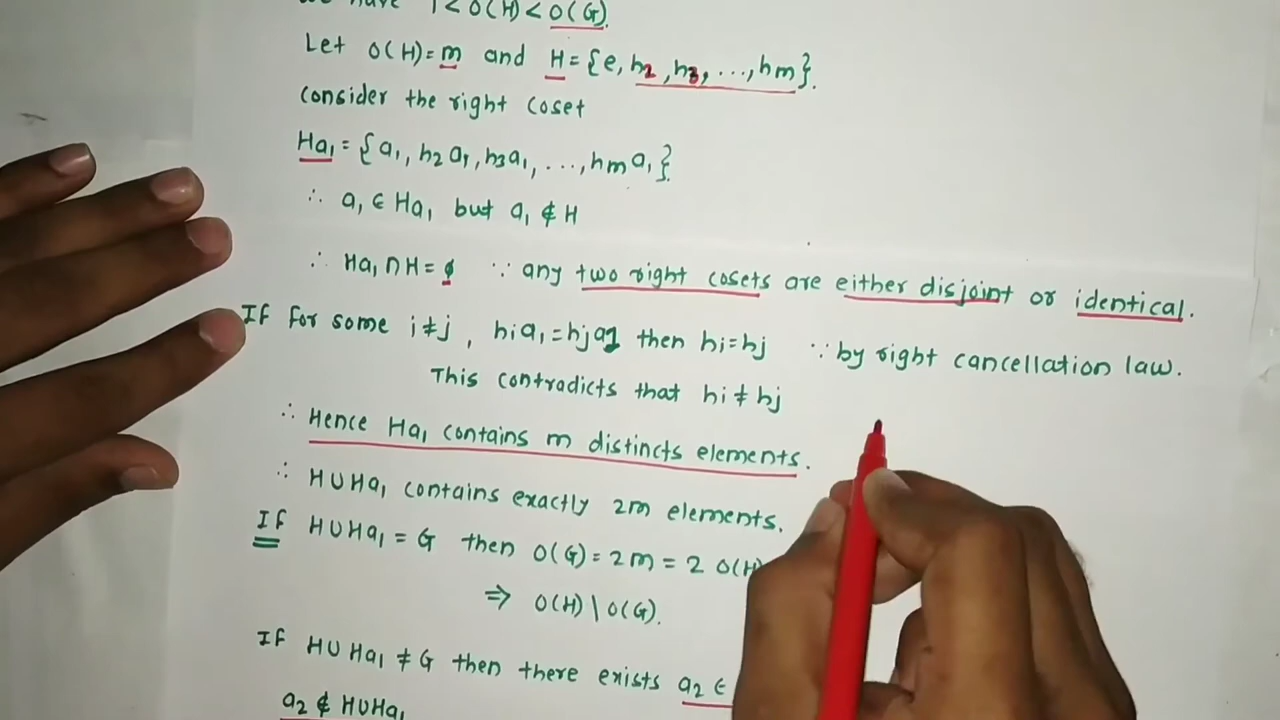 we have 1 < O(H) < O(G).
Let O(H) = m and H = {e, h2, h3, ..., hm}.
consider the right coset
Ha1 = {a1, h2a1, h3a1, ..., hma1}.
∴ a1 ∈ Ha1 but a1 ∉ H
∴ Ha1 ∩ H = ϕ ∵ any two right cosets are either disjoint or identical.
If for some i ≠ j, hia1 = hja1 then hi = hj ∵ by right cancellation law.
This contradicts that hi ≠ hj
∴ Hence Ha1 contains m distincts elements.
∴ H∪Ha1 contains exactly 2m elements.
If H∪Ha1 = G then O(G) = 2m = 2 O(H)
⇒ O(H) \ O(G).
If H∪Ha1 ≠ G then there exists a2 ∈
a2 ∉ H∪Ha1